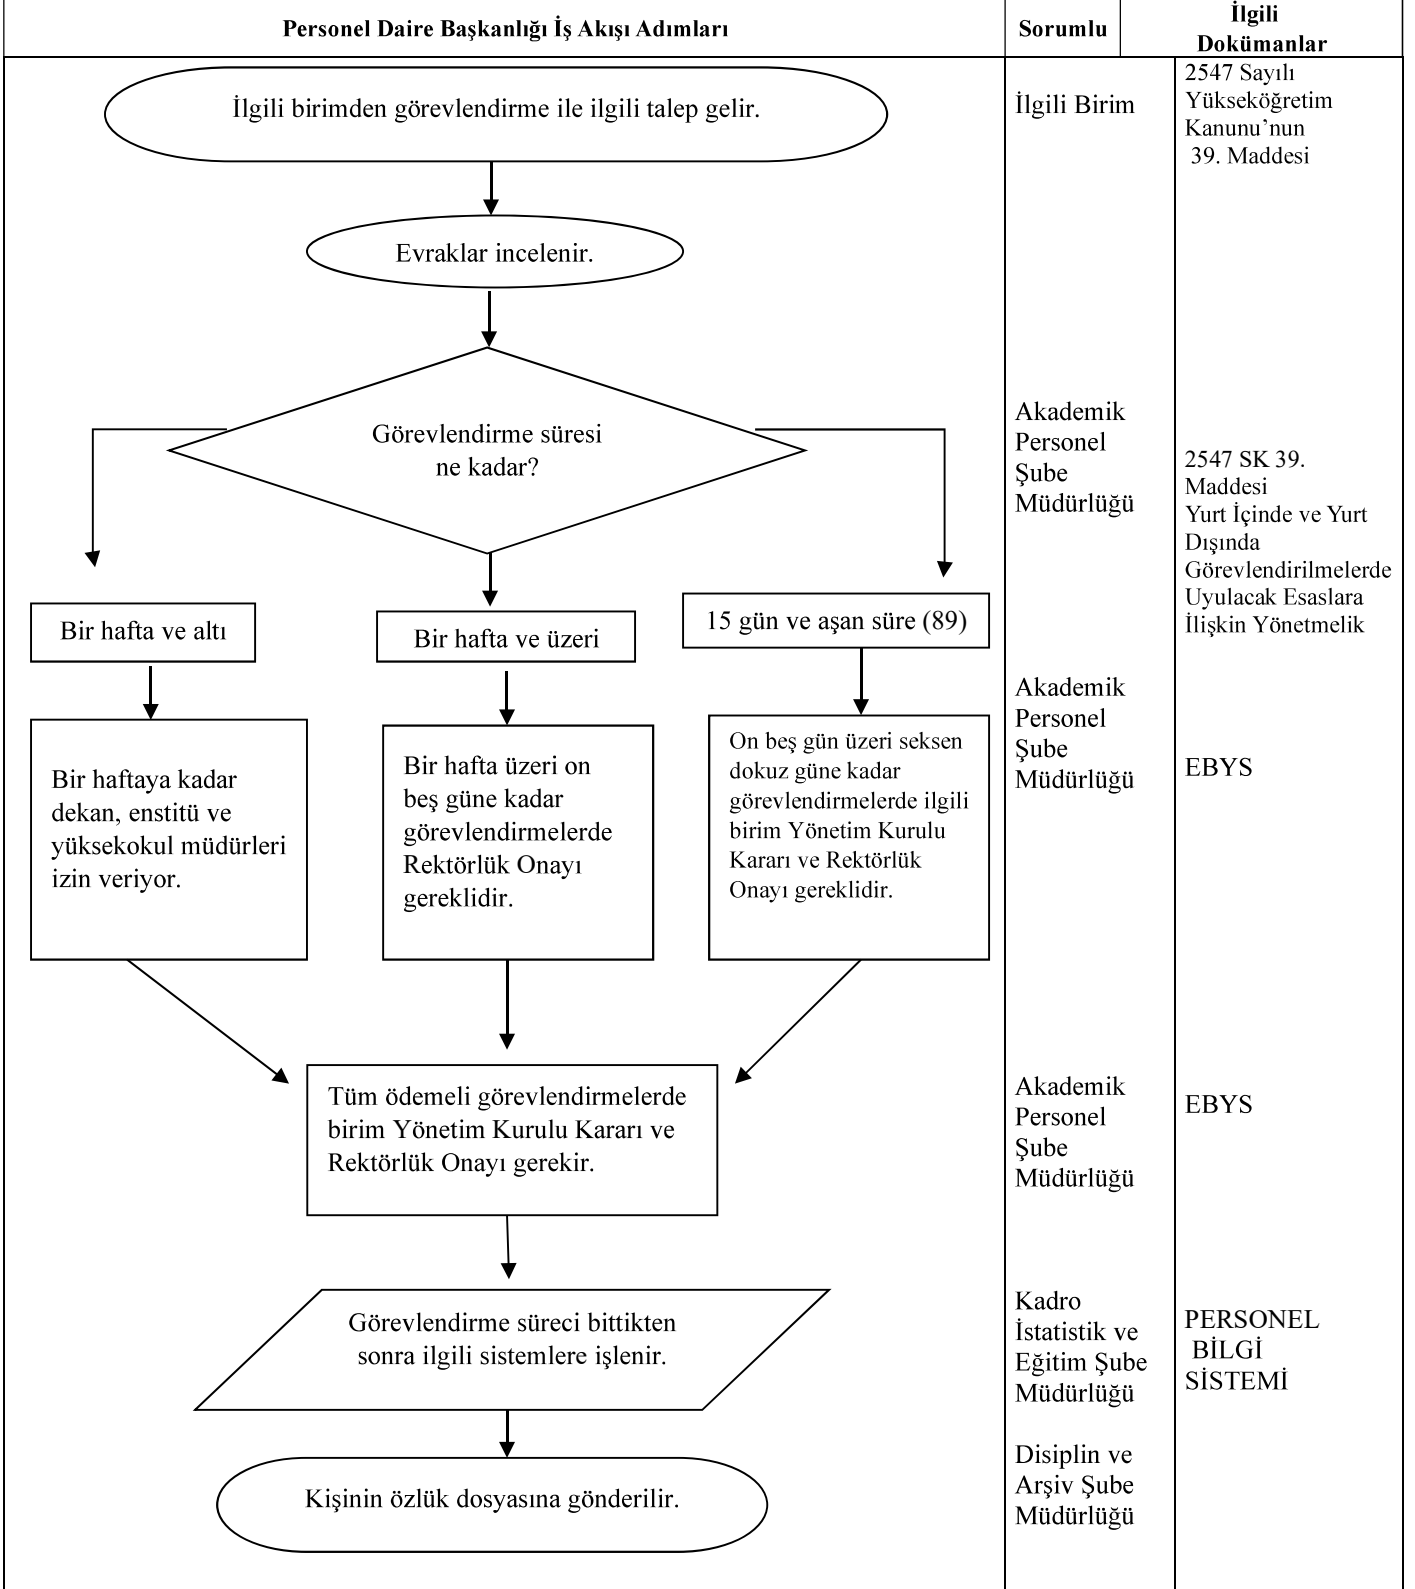 Personel Daire Başkanlığı İş Akışı Adımları
Sorumlu
İlgili
Dokümanlar
İlgili birimden görevlendirme ile ilgili talep gelir.
İlgili Birim
2547 Sayılı
Yükseköğretim
Kanunu’nun
39. Maddesi
Evraklar incelenir.
Görevlendirme süresi
ne kadar?
Akademik
Personel
Şube
Müdürlüğü
2547 SK 39.
Maddesi
Yurt İçinde ve Yurt
Dışında
Görevlendirilmelerde
Uyulacak Esaslara
İlişkin Yönetmelik
Bir hafta ve altı
Bir hafta ve üzeri
15 gün ve aşan süre (89)
Bir haftaya kadar
dekan, enstitü ve
yüksekokul müdürleri
izin veriyor.
Bir hafta üzeri on
beş güne kadar
görevlendirmelerde
Rektörlük Onayı
gereklidir.
On beş gün üzeri seksen
dokuz güne kadar
görevlendirmelerde ilgili
birim Yönetim Kurulu
Kararı ve Rektörlük
Onayı gereklidir.
Akademik
Personel
Şube
Müdürlüğü
EBYS
Tüm ödemeli görevlendirmelerde
birim Yönetim Kurulu Kararı ve
Rektörlük Onayı gerekir.
Akademik
Personel
Şube
Müdürlüğü
EBYS
Görevlendirme süreci bittikten
sonra ilgili sistemlere işlenir.
Kadro
İstatistik ve
Eğitim Şube
Müdürlüğü
PERSONEL
BİLGİ
SİSTEMİ
Kişinin özlük dosyasına gönderilir.
Disiplin ve
Arşiv Şube
Müdürlüğü